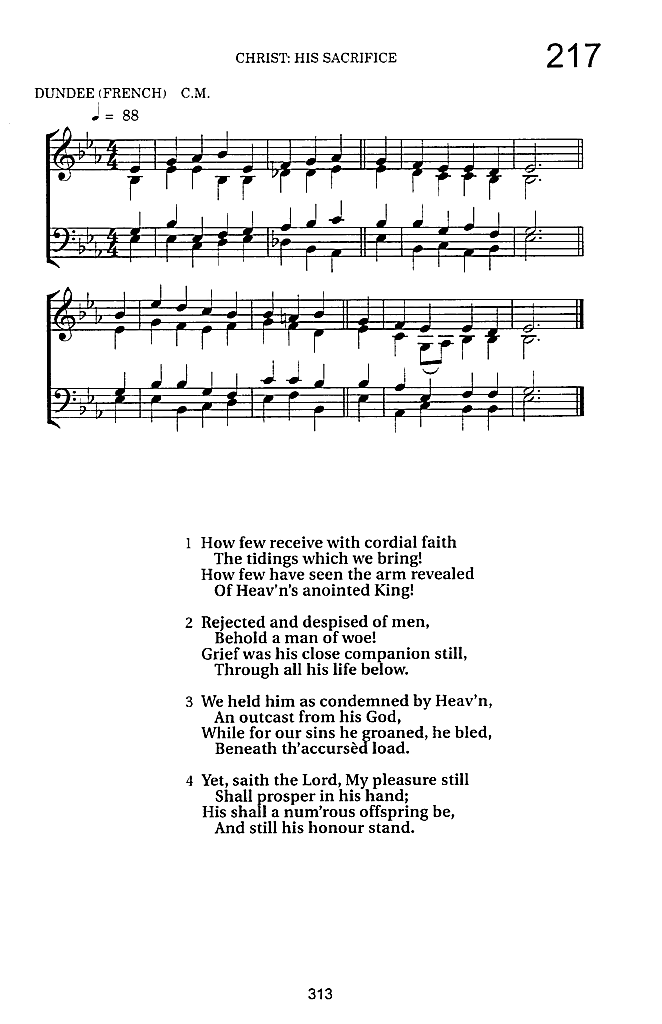 CHRIST: HIS SACRIFICE
217
DUNDEE (FRENCH) C.M.
♩ = 88
1 How few receive with cordial faith
The tidings which we bring!
How few have seen the arm revealed
Of Heav'n's anointed King!
2 Rejected and despised of men,
Behold a man of woe!
Grief was his close companion still,
Through all his life below.
3 We held him as condemned by Heav'n,
An outcast from his God,
While for our sins he groaned, he bled,
Beneath th'accursèd load.
4 Yet, saith the Lord, My pleasure still
Shall prosper in his hand;
His shall a num'rous offspring be,
And still his honour stand.
313